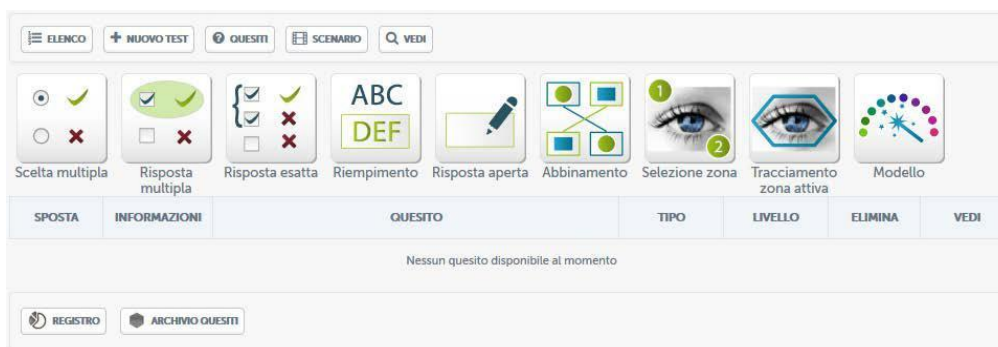 ELENCO
NUOVO TEST
QUESITI
SCENARIO
VEDI
ABC
DEF
1
2
Scelta multipla
Risposta
multipla
Risposta esatta
Riempimento
Risposta aperta
Abbinamento
Selezione zona
Tracciamento
zona attiva
Modello
SPOSTA
INFORMAZIONI
QUESITO
TIPO
LIVELLO
ELIMINA
VEDI
Nessun quesito disponibile al momento
REGISTRO
ARCHIVIO QUESITI